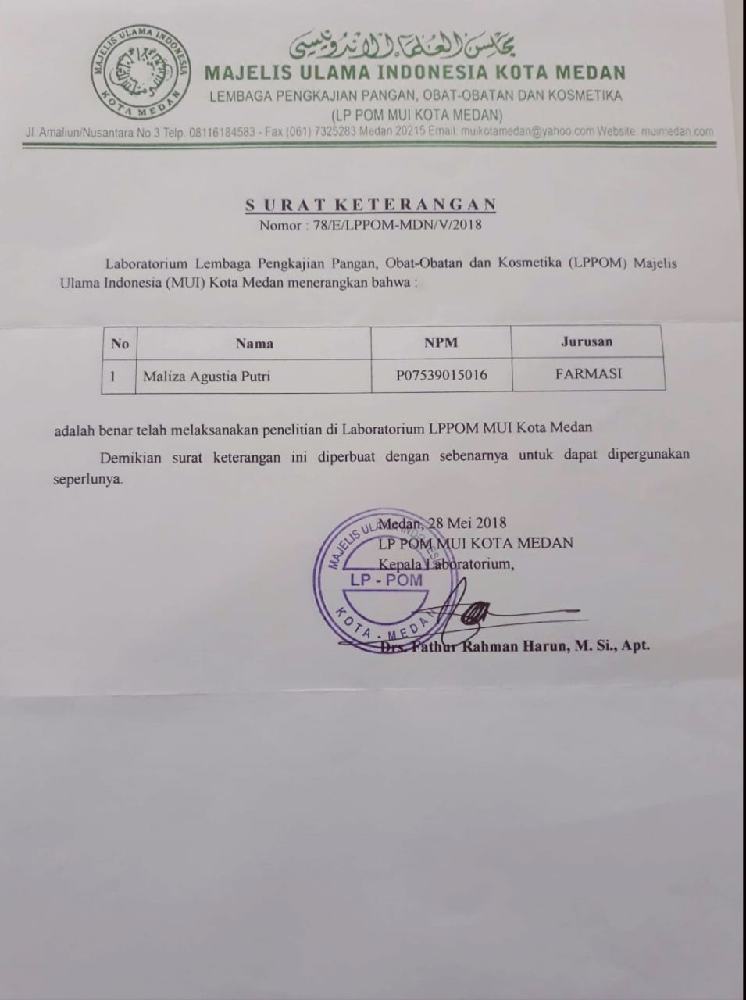 MAJELIS ULAMA INDONESIA
KOTA MEDAN
مجلس العلماء الاندونيسي
MAJELIS ULAMA INDONESIA KOTA MEDAN
LEMBAGA PENGKAJIAN PANGAN, OBAT-OBATAN DAN KOSMETIKA
(LP POM MUI KOTA MEDAN)
Jl. Amaliun/Nusantara No.3 Telp. 08116184583 - Fax (061) 7325283 Medan 20215 Email: muikotamedan@yahoo.com Website: muimedan.com
SURAT KETERANGAN
Nomor : 78/E/LPPOM-MDN/V/2018
Laboratorium Lembaga Pengkajian Pangan, Obat-Obatan dan Kosmetika (LPPOM) Majelis
Ulama Indonesia (MUI) Kota Medan menerangkan bahwa :
No Nama NPM Jurusan
1 Maliza Agustia Putri P07539015016 FARMASI
adalah benar telah melaksanakan penelitian di Laboratorium LPPOM MUI Kota Medan
Demikian surat keterangan ini diperbuat dengan sebenarnya untuk dapat dipergunakan
seperlunya.
Medan, 28 Mei 2018
LP POM MUI KOTA MEDAN
Kepala Laboratorium,
MAJELIS ULAMA INDONESIA
LP - POM
KOTA - MEDAN
Drs. Fathur Rahman Harun, M. Si., Apt.